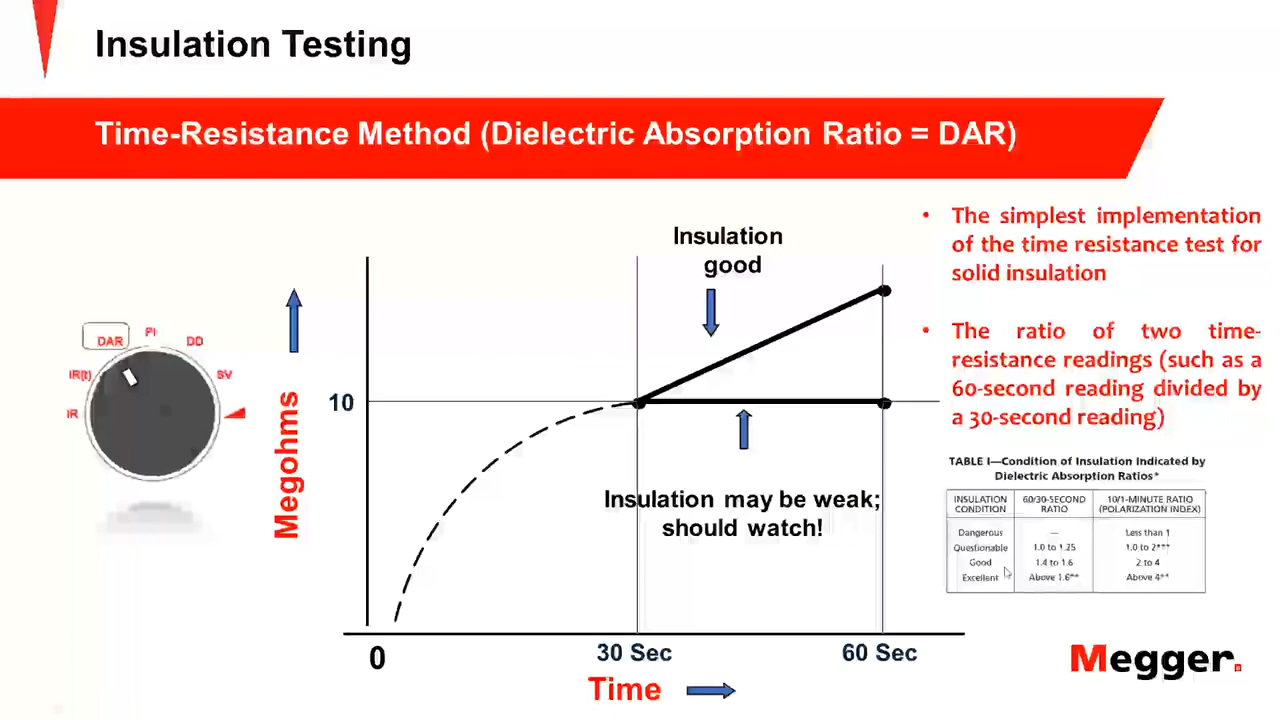 Insulation Testing
Time-Resistance Method (Dielectric Absorption Ratio = DAR)
• The simplest implementation
of the time resistance test for
solid insulation
• The ratio of two time-
resistance readings (such as a
60-second reading divided by
a 30-second reading)
Insulation
good
DAR
PI
DD
IR(t)
SV
IR
Megohms
10
Insulation may be weak;
should watch!
0
30 Sec
60 Sec
Time
TABLE I—Condition of Insulation Indicated by
Dielectric Absorption Ratios*
INSULATION CONDITION
60/30-SECOND RATIO
10/1-MINUTE RATIO (POLARIZATION INDEX)
Dangerous — Less than 1
Questionable 1.0 to 1.25 1.0 to 2***
Good 1.4 to 1.6 2 to 4
Excellent Above 1.6** Above 4**
Megger.